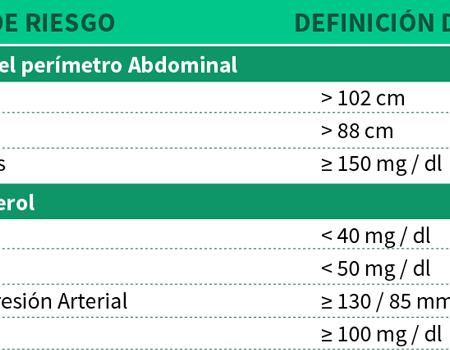 DE RIESGO DEFINICIÓN D
el perímetro Abdominal
> 102 cm
> 88 cm
s ≥ 150 mg / dl
erol
< 40 mg / dl
< 50 mg / dl
resión Arterial ≥ 130 / 85 mm
≥ 100 mg / dl